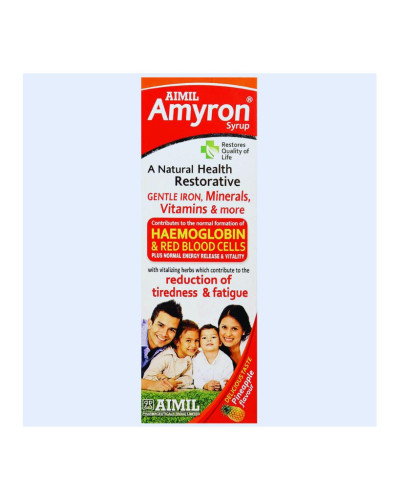 AIMIL
Amyron®
Syrup
Restores
Quality of
Life
A Natural Health
Restorative
GENTLE IRON, Minerals,
Vitamins & more
Contributes to the normal formation of
HAEMOGLOBIN
& RED BLOOD CELLS
PLUS NORMAL ENERGY RELEASE & VITALITY
with vitalizing herbs which contribute to the
reduction of
tiredness & fatigue
DELICIOUS TASTE
Pineapple
flavour
AIMIL